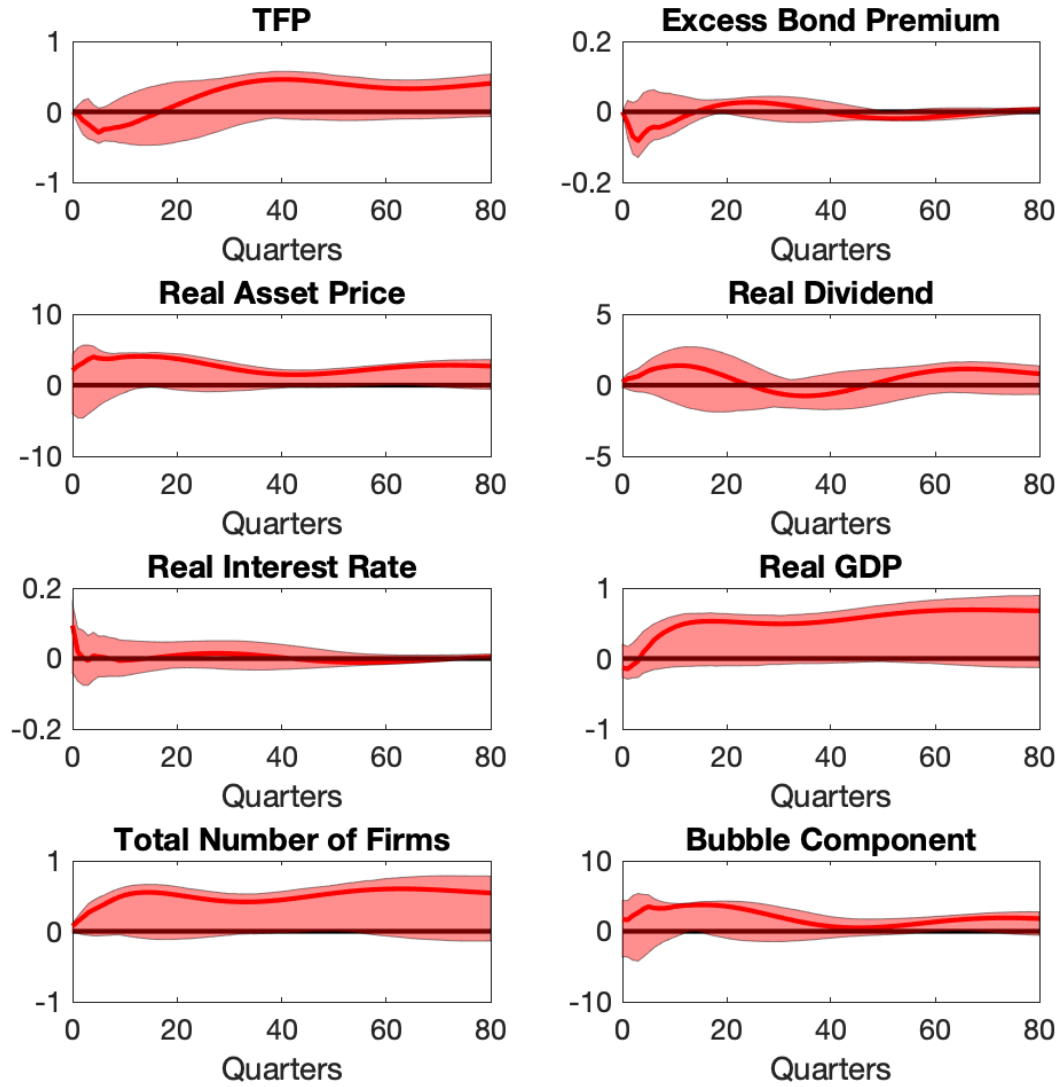 TFP
1
0
-1
0 20 40 60 80
Quarters
Excess Bond Premium
0.2
0
-0.2
0 20 40 60 80
Quarters
Real Asset Price
10
0
-10
0 20 40 60 80
Quarters
Real Dividend
5
0
-5
0 20 40 60 80
Quarters
Real Interest Rate
0.2
0
-0.2
0 20 40 60 80
Quarters
Real GDP
1
0
-1
0 20 40 60 80
Quarters
Total Number of Firms
1
0
-1
0 20 40 60 80
Quarters
Bubble Component
10
0
-10
0 20 40 60 80
Quarters